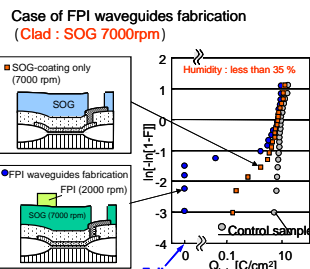 Case of FPI waveguides fabrication
(Clad : SOG 7000rpm)
SOG-coating only
(7000 rpm)
SOG
FPI waveguides fabrication
FPI (2000 rpm)
SOG (7000 rpm)
Humidity : less than 35 %
ln[-ln[1-F]]
2
1
0
-1
-2
-3
-4
Control sample
0
0.1
10
[C/cm²]